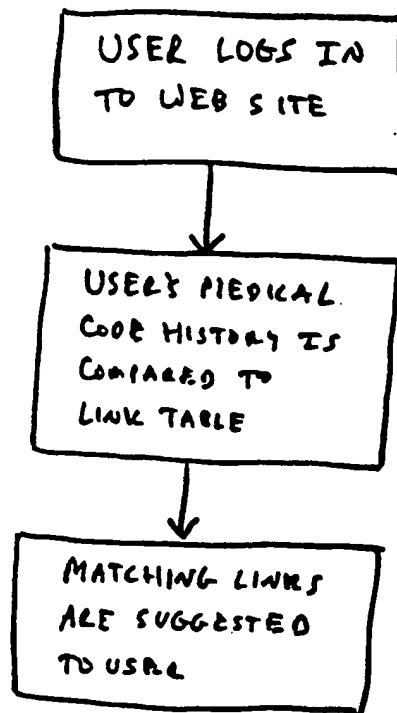 USER LOGS IN
TO WEB SITE
USER'S MEDICAL
CODE HISTORY IS
COMPARED TO
LINK TABLE
MATCHING LINKS
ARE SUGGESTED
TO USER